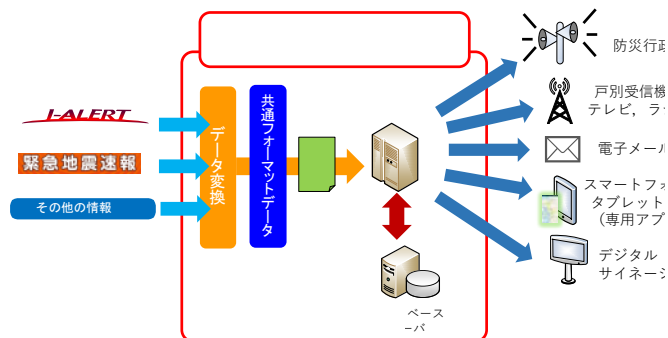 J-ALERT
緊急地震速報
その他の情報
データ変換
共通フォーマットデータ
ベース
ーバ
防災行政
戸別受信機
テレビ，ラ
電子メール
スマートフォ
タブレット
（専用アプ
デジタル
サイネージ